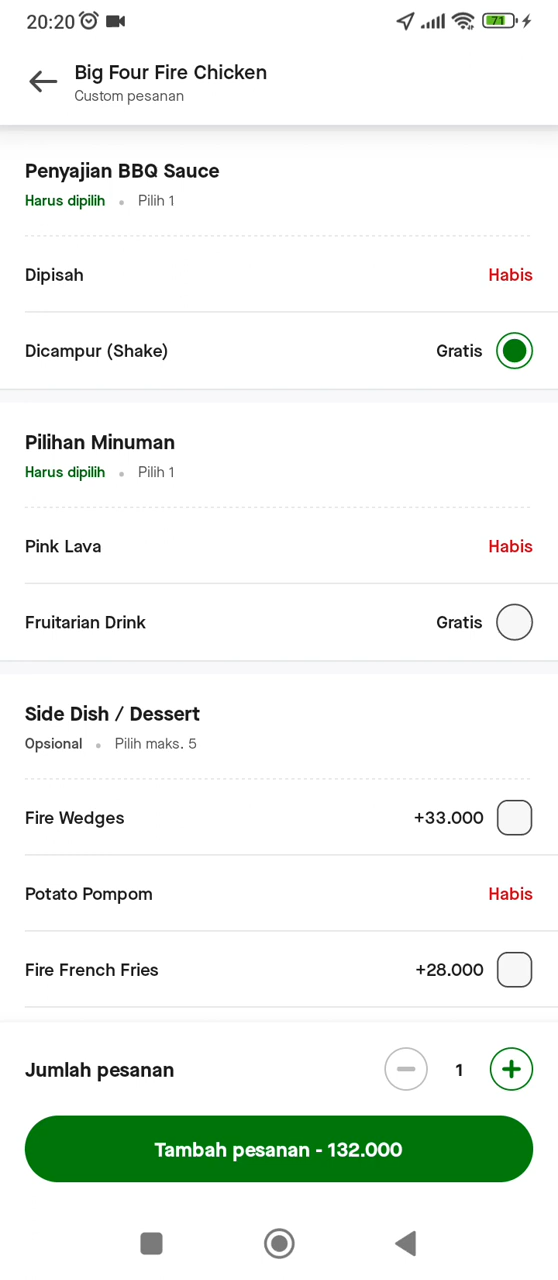 20:20
71
Big Four Fire Chicken
Custom pesanan
Penyajian BBQ Sauce
Harus dipilih • Pilih 1
Dipisah Habis
Dicampur (Shake) Gratis
Pilihan Minuman
Harus dipilih • Pilih 1
Pink Lava Habis
Fruitarian Drink Gratis
Side Dish / Dessert
Opsional • Pilih maks. 5
Fire Wedges +33.000
Potato Pompom Habis
Fire French Fries +28.000
Jumlah pesanan 1
Tambah pesanan - 132.000